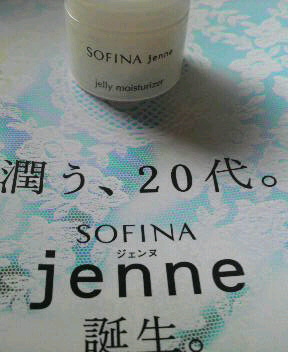 SOFINA jenne
jelly moisturizer
潤う、20代。
SOFINA
ジェンヌ
jenne
誕生。